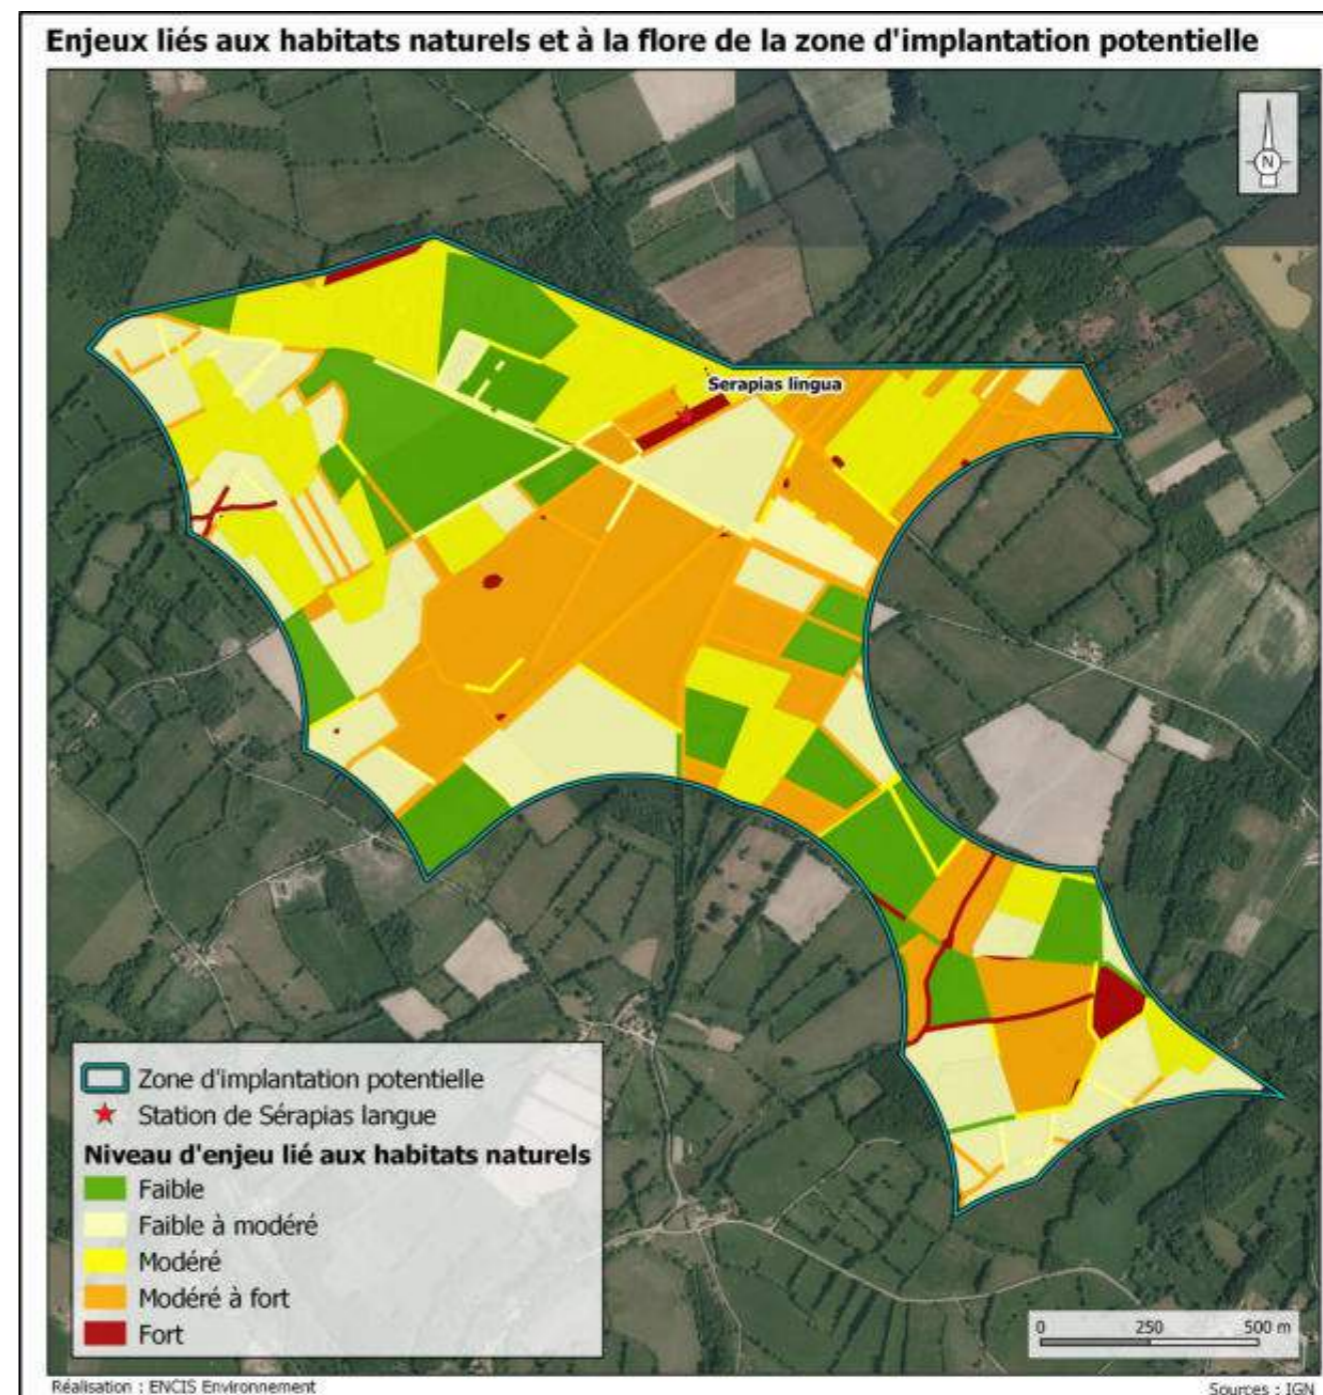 Enjeux liés aux habitats naturels et à la flore de la zone d'implantation potentielle
N
Serapias lingua
Zone d'implantation potentielle
Station de Sérapias langue
Niveau d'enjeu lié aux habitats naturels
Faible
Faible à modéré
Modéré
Modéré à fort
Fort
0 250 500 m
Réalisation : ENCIS Environnement
Sources : IGN